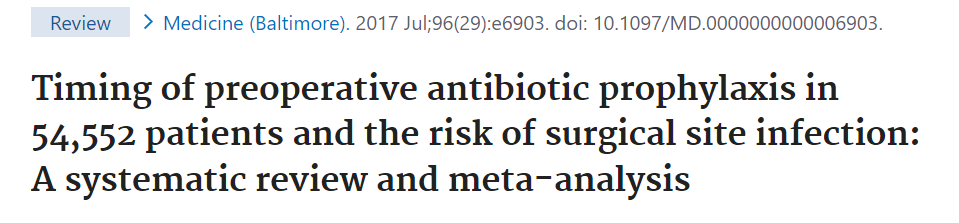 Review > Medicine (Baltimore). 2017 Jul;96(29):e6903. doi: 10.1097/MD.0000000000006903.
Timing of preoperative antibiotic prophylaxis in
54,552 patients and the risk of surgical site infection:
A systematic review and meta-analysis